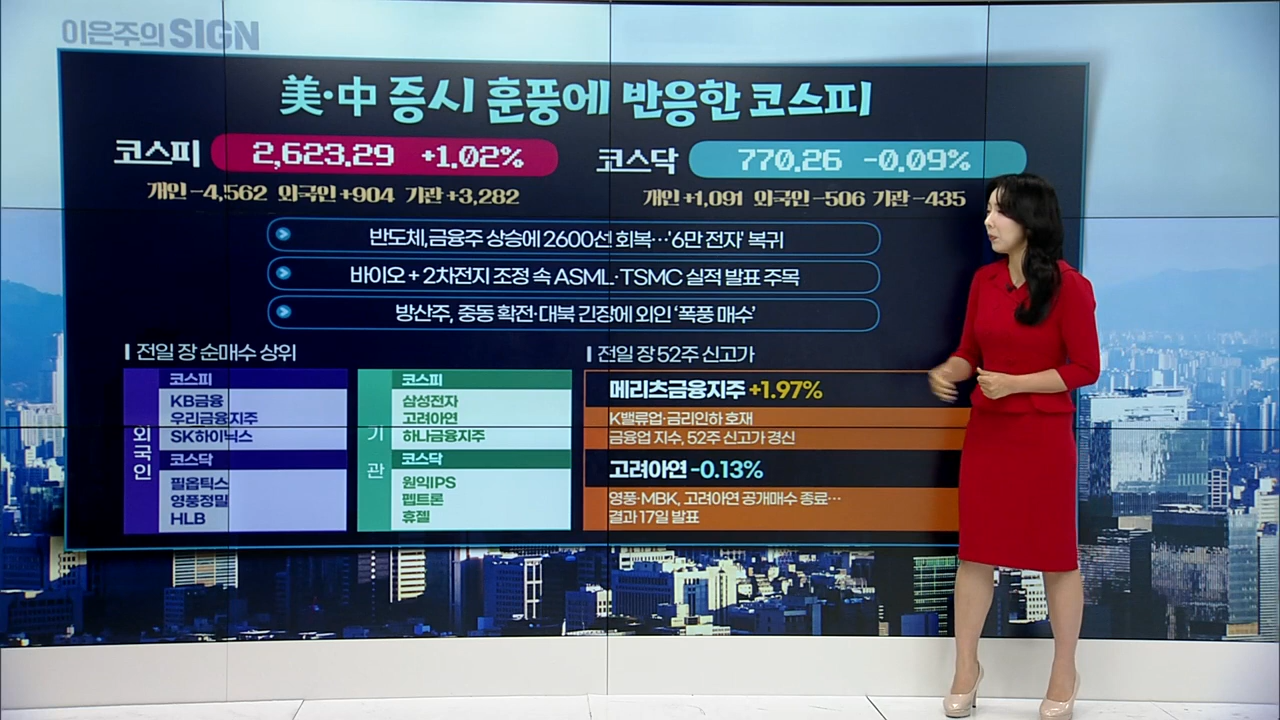 이은주의 SIGN
美·中 증시 훈풍에 반응한 코스피
코스피 2,623.29 +1.02%
코스닥 770.26 -0.09%
개인 -4,562 외국인 +904 기관 +3,282
개인 +1,091 외국인 -506 기관 -435
반도체,금융주 상승에 2600선 회복…'6만 전자' 복귀
바이오 + 2차전지 조정 속 ASML·TSMC 실적 발표 주목
방산주, 중동 확전·대북 긴장에 외인 '폭풍 매수'
전일 장 순매수 상위
외국인
코스피
KB금융
우리금융지주
SK하이닉스
코스닥
필옵틱스
영풍정밀
HLB
기관
코스피
삼성전자
고려아연
하나금융지주
코스닥
원익IPS
펩트론
휴젤
전일 장 52주 신고가
메리츠금융지주 +1.97%
K밸류업·금리인하 호재
금융업 지수, 52주 신고가 경신
고려아연 -0.13%
영풍·MBK, 고려아연 공개매수 종료…
결과 17일 발표